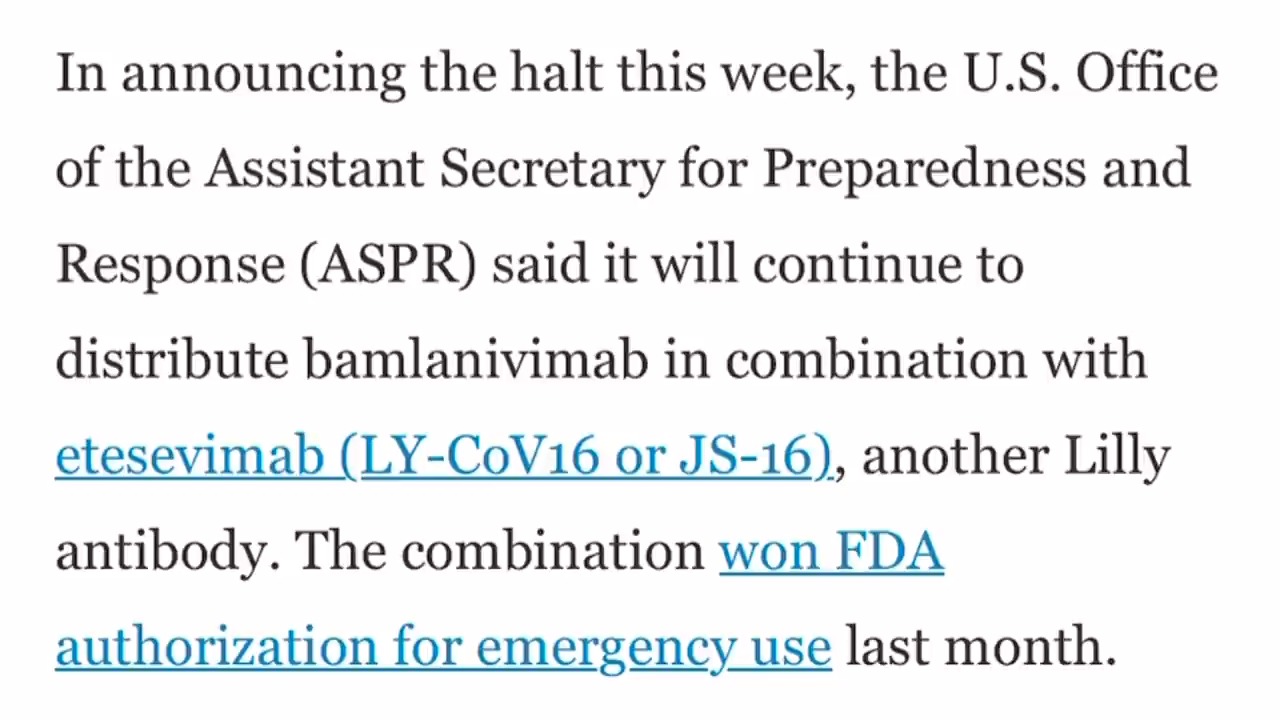 In announcing the halt this week, the U.S. Office
of the Assistant Secretary for Preparedness and
Response (ASPR) said it will continue to
distribute bamlanivimab in combination with
etesevimab (LY-CoV16 or JS-16), another Lilly
antibody. The combination won FDA
authorization for emergency use last month.